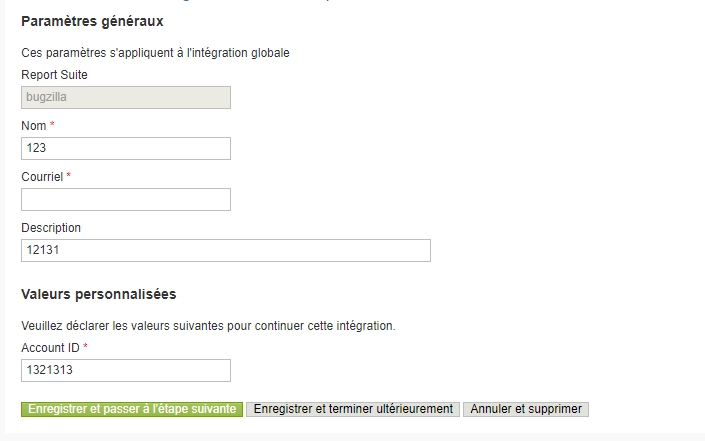 Paramètres généraux
Ces paramètres s'appliquent à l'intégration globale
Report Suite
bugzilla
Nom *
123
Courriel *
Description
12131
Valeurs personnalisées
Veuillez déclarer les valeurs suivantes pour continuer cette intégration.
Account ID *
1321313
Enregistrer et passer à l'étape suivante Enregistrer et terminer ultérieurement Annuler et supprimer